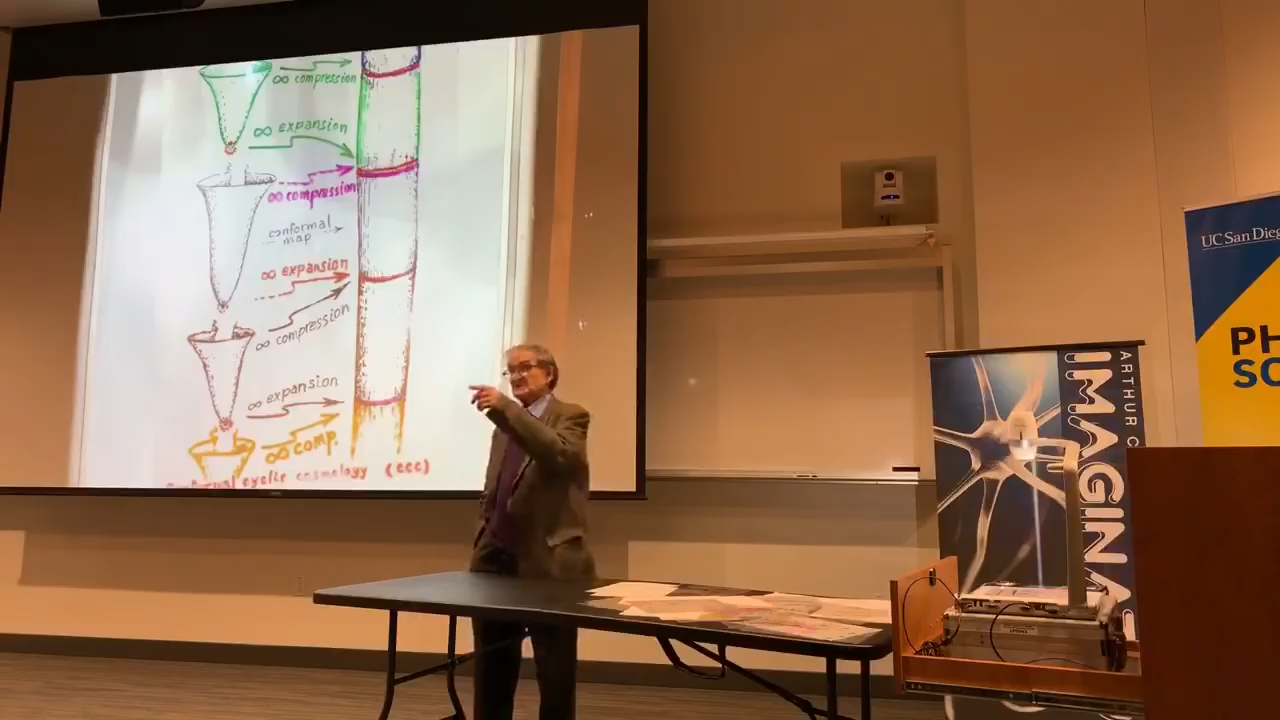 ∞ compression
∞ expansion
∞ compression
conformal
map
∞ expansion
∞ compression
∞ expansion
∞ comp.
cyclic cosmology (ccc)
UC San Dieg
PH
SC
ARTHUR C
IMAGINA